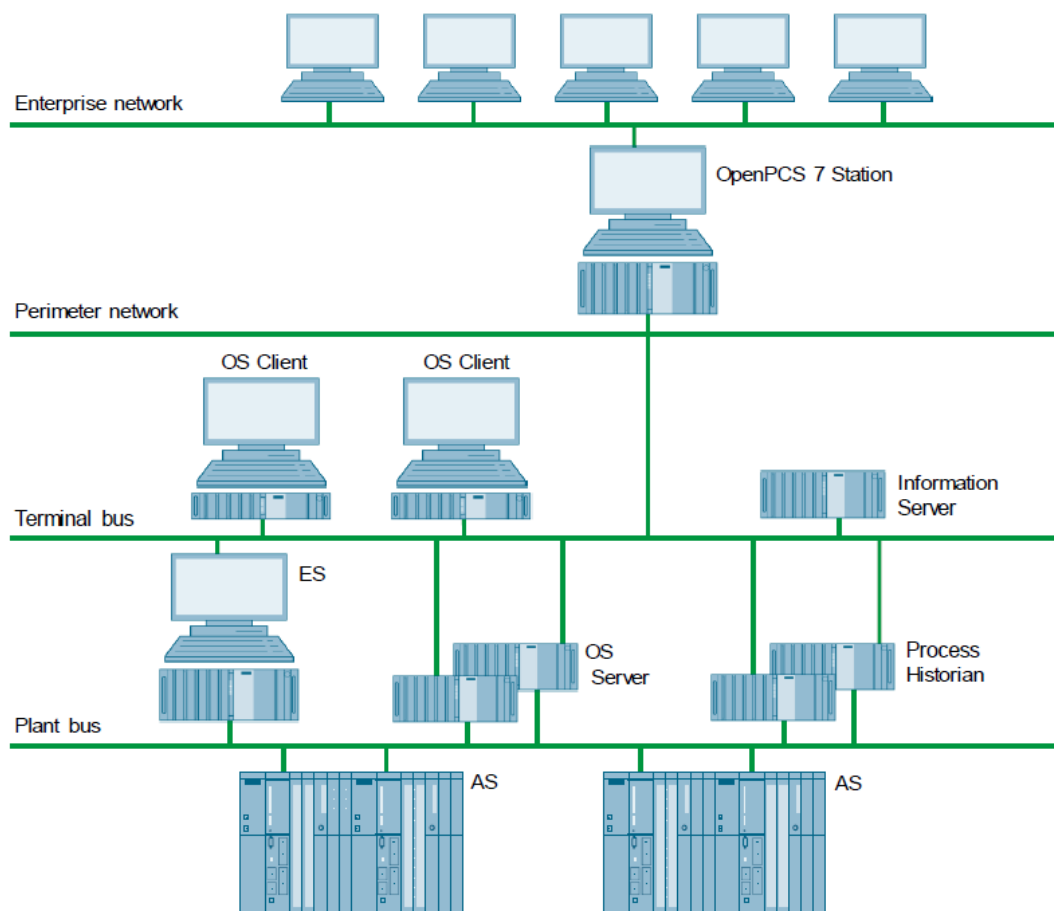 Enterprise network
OpenPCS 7 Station
Perimeter network
OS Client
OS Client
Information
Server
Terminal bus
ES
OS
Server
Process
Historian
Plant bus
AS
AS